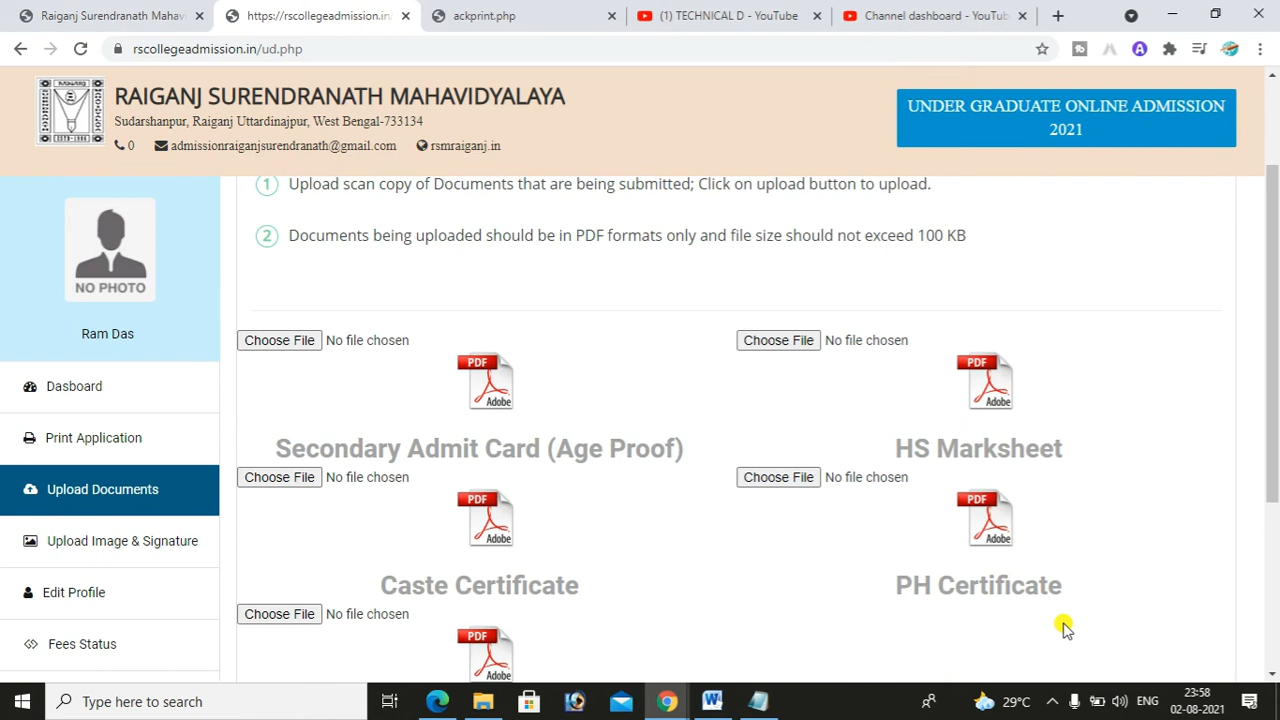 Raiganj Surendranath Mahav
https://rscollegeadmission.in/
ackprint.php
(1) TECHNICAL D - YouTube
Channel dashboard - YouTub
rscollegeadmission.in/ud.php
RAIGANJ SURENDRANATH MAHAVIDYALAYA
Sudarshanpur, Raiganj Uttardinajpur, West Bengal-733134
0 admissionraiganjsurendranath@gmail.com rsmraiganj.in
UNDER GRADUATE ONLINE ADMISSION
2021
1 Upload scan copy of Documents that are being submitted; Click on upload button to upload.
2 Documents being uploaded should be in PDF formats only and file size should not exceed 100 KB
NO PHOTO
Ram Das
Dasboard
Print Application
Upload Documents
Upload Image & Signature
Edit Profile
Fees Status
Choose File No file chosen
PDF
Adobe
Secondary Admit Card (Age Proof)
Choose File No file chosen
PDF
Adobe
HS Marksheet
Choose File No file chosen
PDF
Adobe
Caste Certificate
Choose File No file chosen
PDF
Adobe
PH Certificate
Choose File No file chosen
PDF
Adobe
Type here to search
29°C
ENG
23:58
02-08-2021